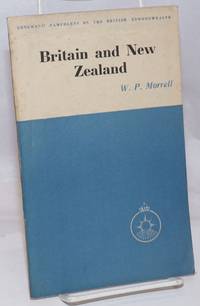 LONGMANS' PAMPHLETS ON THE BRITISH COMMONWEALTH
Britain and New
Zealand
W. P. Morrell